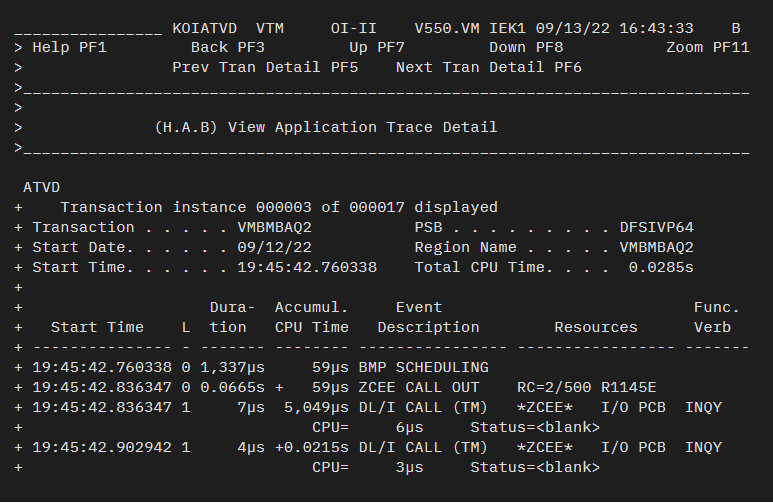 ________________ KOIATVD  VTM     OI-II    V550.VM IEK1 09/13/22 16:43:33    B
> Help PF1         Back PF3         Up PF7         Down PF8           Zoom PF11
>                Prev Tran Detail PF5    Next Tran Detail PF6
>______________________________________________________________________________
>
>              (H.A.B) View Application Trace Detail
>______________________________________________________________________________
 ATVD
+    Transaction instance 000003 of 000017 displayed
+ Transaction . . . . . VMBMBAQ2        PSB . . . . . . . . . DFSIVP64
+ Start Date. . . . . . 09/12/22        Region Name . . . . . VMBMBAQ2
+ Start Time. . . . . . 19:45:42.760338    Total CPU Time. . . .  0.0285s
+
+                    Dura-  Accumul.     Event                           Func.
+   Start Time    L  tion   CPU Time   Description        Resources      Verb
+ --------------- - ------- -------- ---------------- ----------------- -------
+ 19:45:42.760338 0 1,337µs     59µs BMP SCHEDULING
+ 19:45:42.836347 0 0.0665s +   59µs ZCEE CALL OUT    RC=2/500 R1145E
+ 19:45:42.836347 1     7µs  5,049µs DL/I CALL (TM)   *ZCEE*   I/O PCB  INQY
+                               CPU=     6µs     Status=<blank>
+ 19:45:42.902942 1     4µs +0.0215s DL/I CALL (TM)   *ZCEE*   I/O PCB  INQY
+                               CPU=     3µs     Status=<blank>